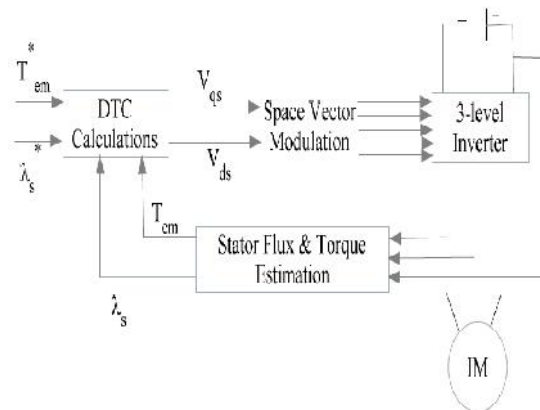 T*em
λ*s
DTC
Calculations
Vqs
Vds
Space Vector
Modulation
3-level
Inverter
Tem
λs
Stator Flux & Torque
Estimation
IM